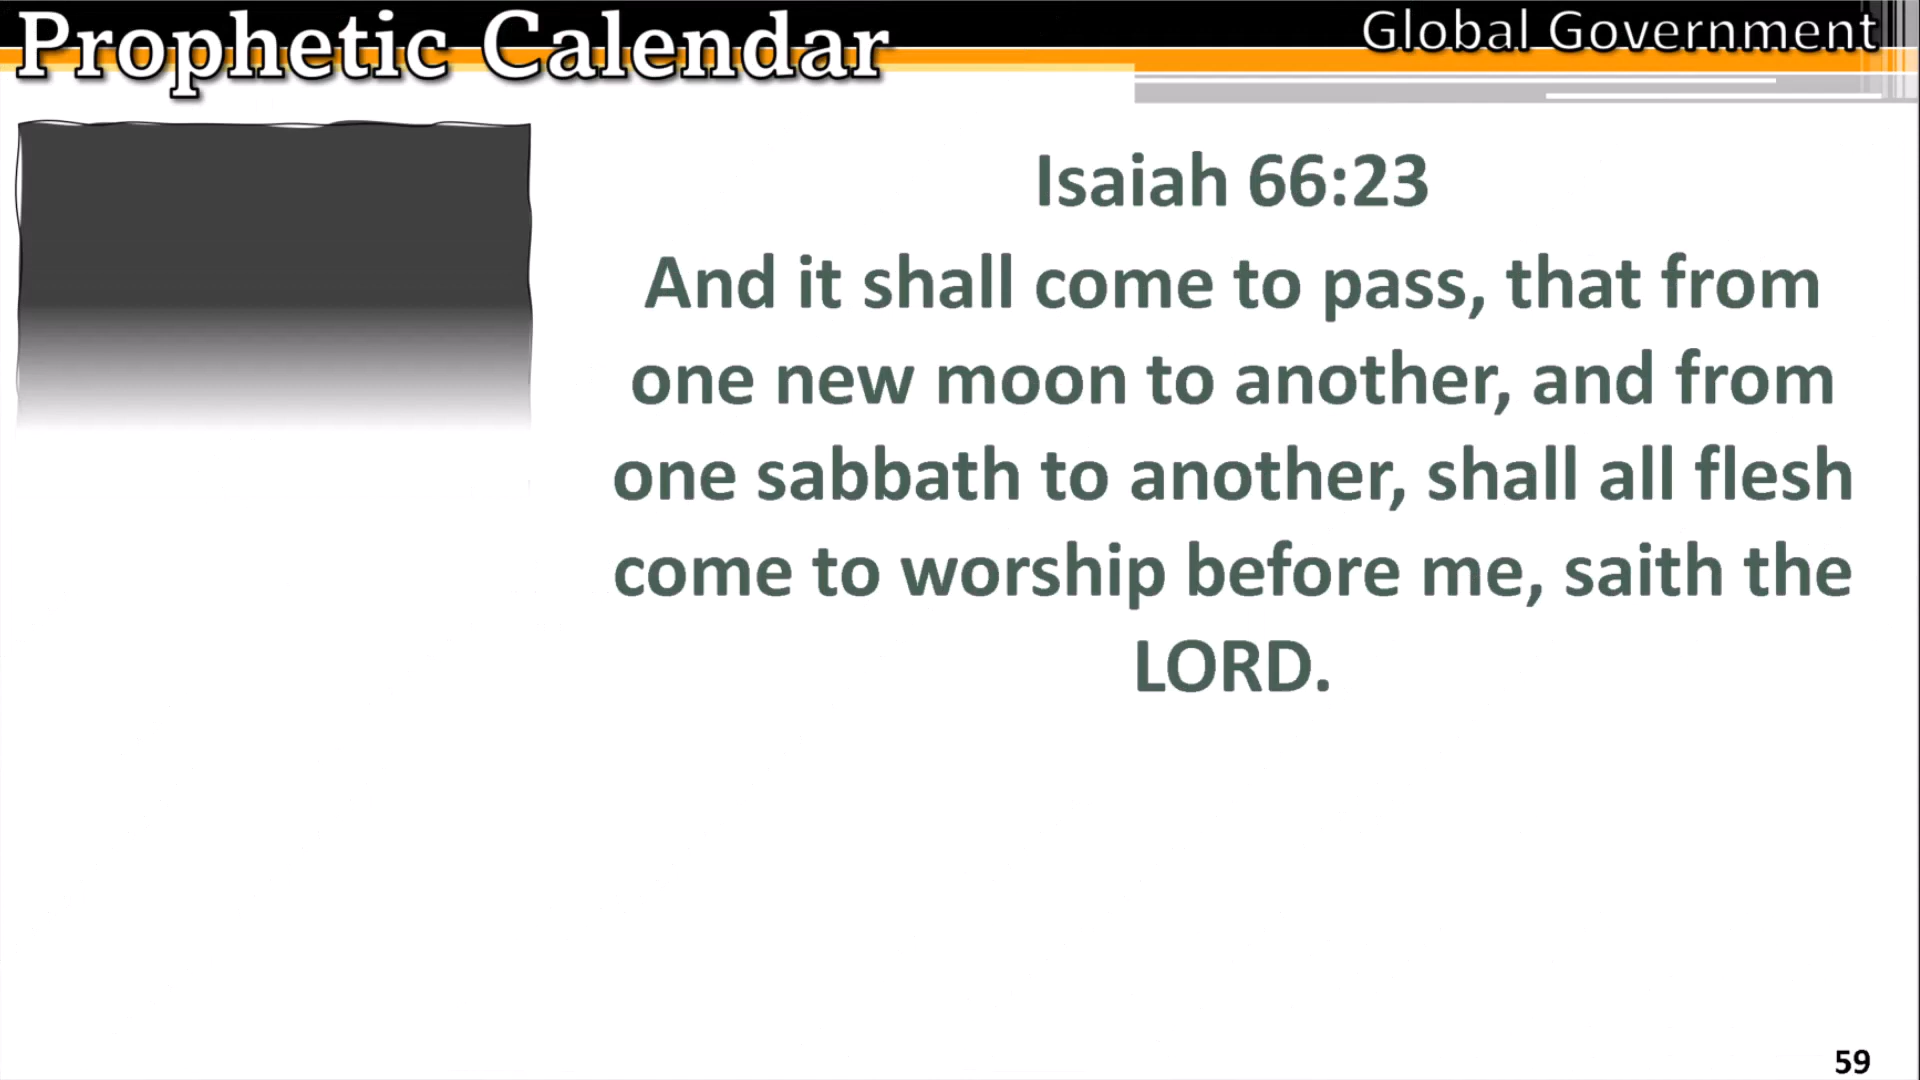 Prophetic Calendar
Global Government
Isaiah 66:23
And it shall come to pass, that from
one new moon to another, and from
one sabbath to another, shall all flesh
come to worship before me, saith the
LORD.
59